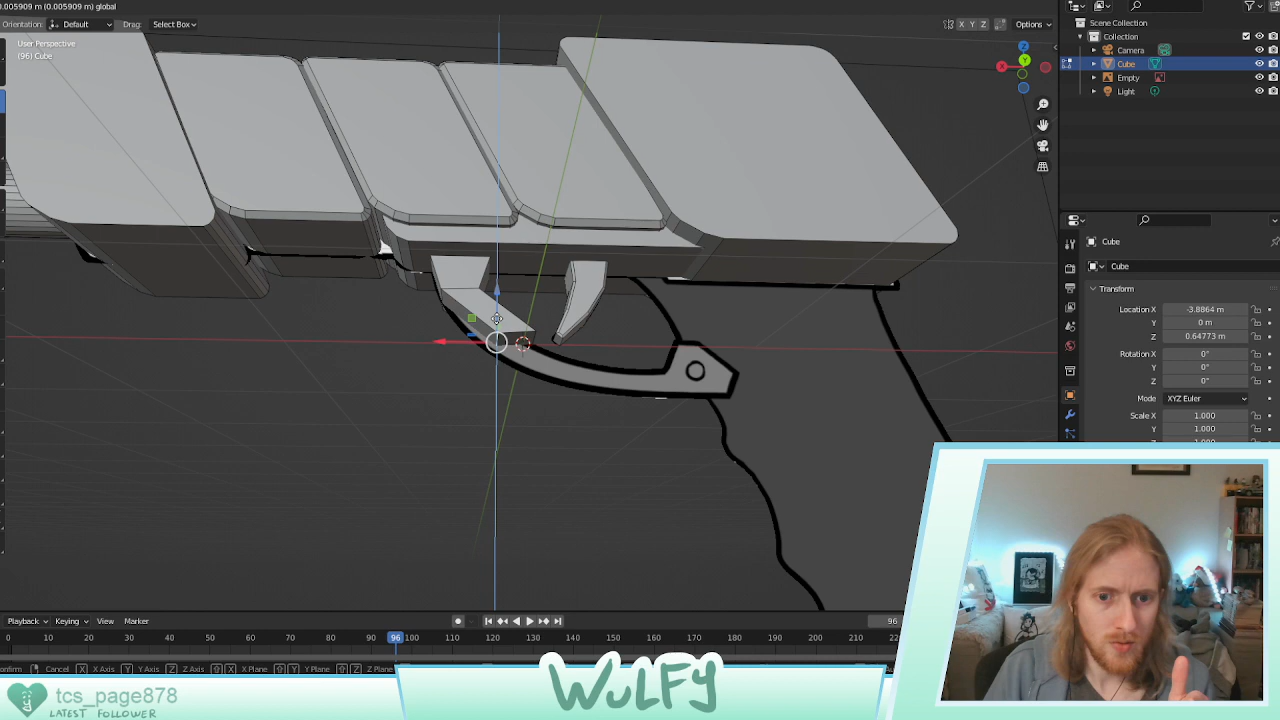 0.005909 m (0.005909 m) global
Orientation: Default Drag: Select Box X Y Z Options
User Perspective
(96) Cube
X Y Z
Scene Collection
Collection
Camera
Cube
Empty
Light
Cube
Cube
Transform
Location X -3.8864 m
Y 0 m
Z 0.64773 m
Rotation X 0°
Y 0°
Z 0°
Mode XYZ Euler
Scale X 1.000
Y 1.000
Playback Keying View Marker 96
0 10 20 30 40 50 60 70 80 90 96 100 110 120 130 140 150 160 170 180 190 200 210
onfirm Cancel X X Axis Y Y Axis Z Z Axis X X Plane Y Y Plane Z Z Plane
tcs_page878
LATEST FOLLOWER
WULFY